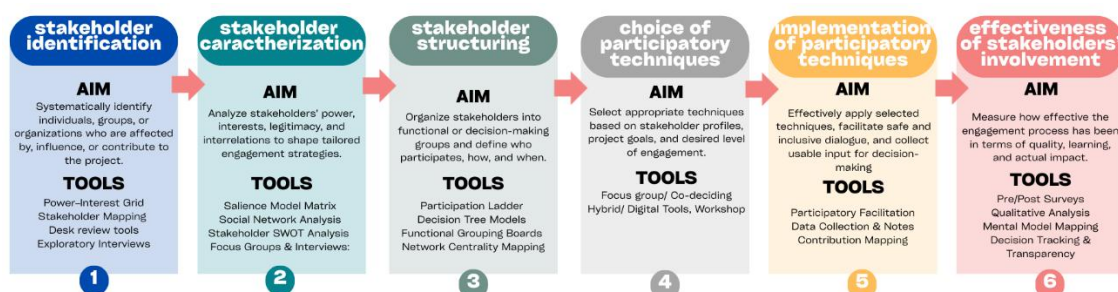 stakeholder
identification
AIM
Systematically identify
individuals, groups, or
organizations who are affected
by, influence, or contribute to
the project.
TOOLS
Power-Interest Grid
Stakeholder Mapping
Desk review tools
Exploratory Interviews
1
stakeholder
caractherization
AIM
Analyze stakeholders' power,
interests, legitimacy, and
interrelations to shape tailored
engagement strategies.
TOOLS
Salience Model Matrix
Social Network Analysis
Stakeholder SWOT Analysis
Focus Groups & Interviews:
2
stakeholder
structuring
AIM
Organize stakeholders into
functional or decision-making
groups and define who
participates, how, and when.
TOOLS
Participation Ladder
Decision Tree Models
Functional Grouping Boards
Network Centrality Mapping
3
choice of
participatory
techniques
AIM
Select appropriate techniques
based on stakeholder profiles,
project goals, and desired
level of engagement.
TOOLS
Focus group/ Co-deciding
Hybrid/ Digital Tools, Workshop
4
implementation
of participatory
techniques
AIM
Effectively apply selected
techniques, facilitate safe and
inclusive dialogue, and collect
usable input for decision-
making
TOOLS
Participatory Facilitation
Data Collection & Notes
Contribution Mapping
5
effectiveness
of stakeholders'
involvement
AIM
Measure how effective the
engagement process has been
in terms of quality, learning,
and actual impact.
TOOLS
Pre/Post Surveys
Qualitative Analysis
Mental Model Mapping
Decision Tracking &
Transparency
6